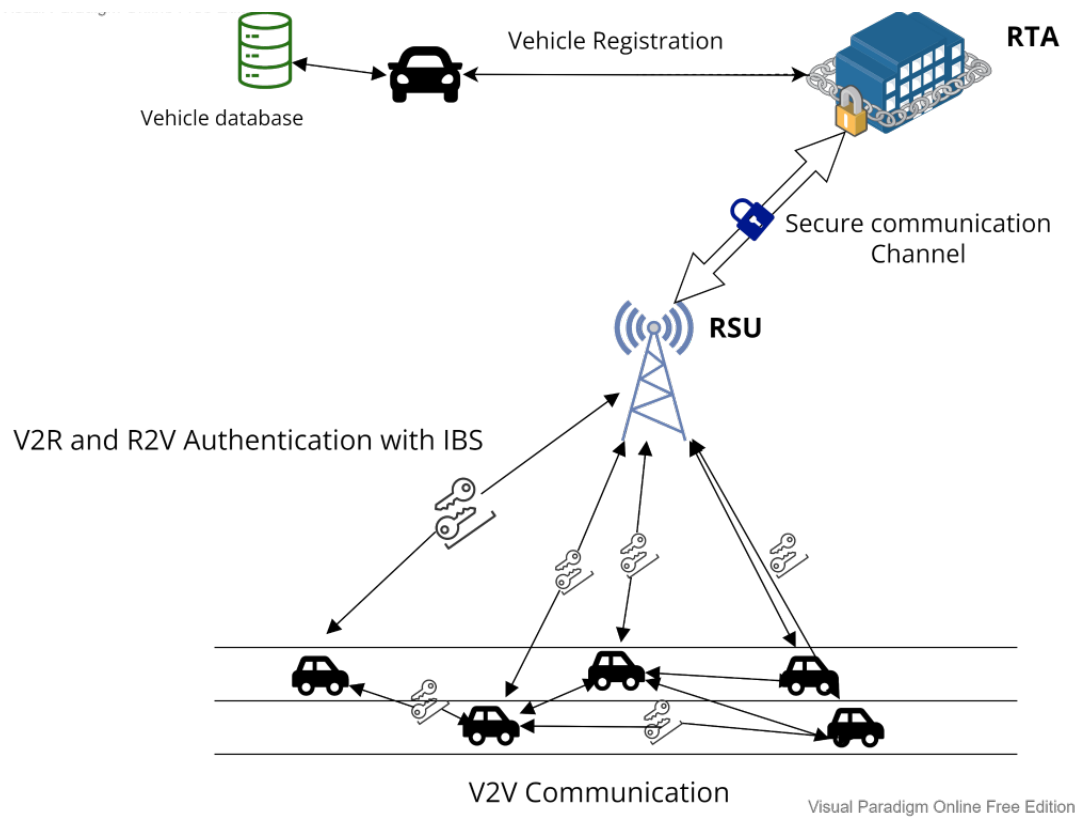 Vehicle Registration
RTA
Vehicle database
Secure communication
Channel
RSU
V2R and R2V Authentication with IBS
V2V Communication
Visual Paradigm Online Free Edition